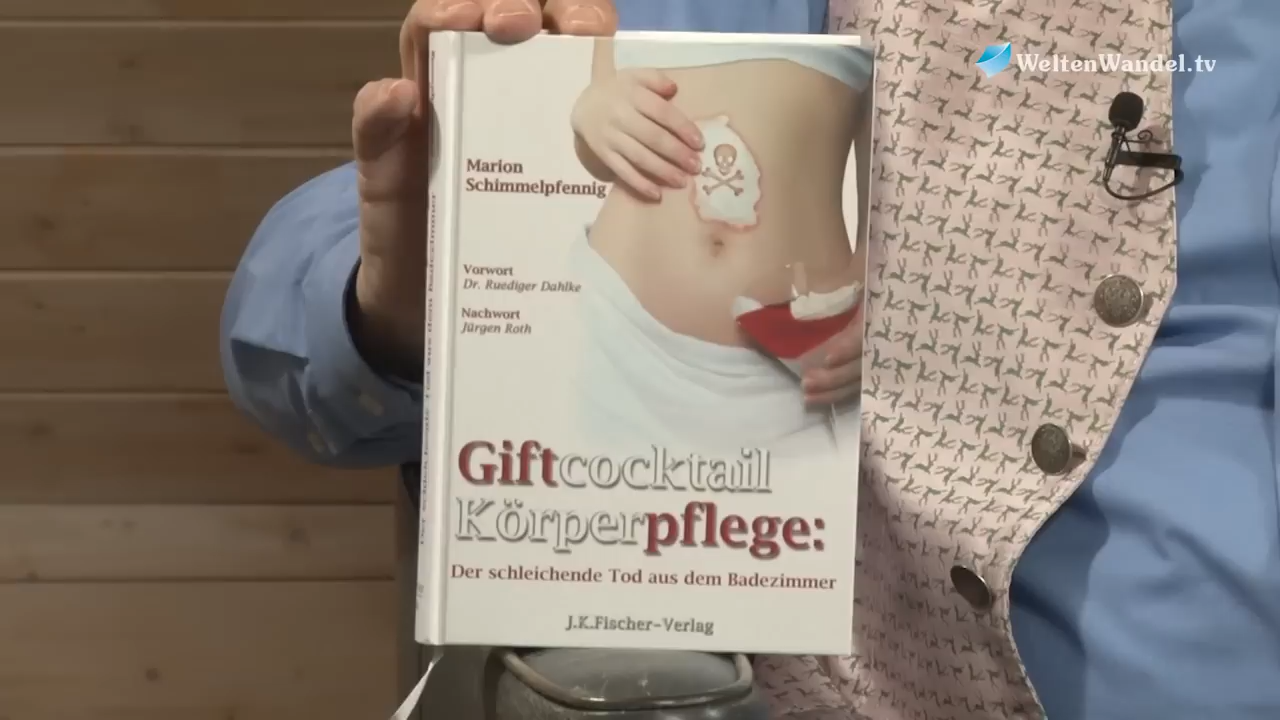 WeltenWandel.tv
Marion
Schimmelpfennig
Vorwort
Dr. Ruediger Dahlke
Nachwort
Jürgen Roth
Giftcocktail
Körperpflege:
Der schleichende Tod aus dem Badezimmer
J.K.Fischer-Verlag